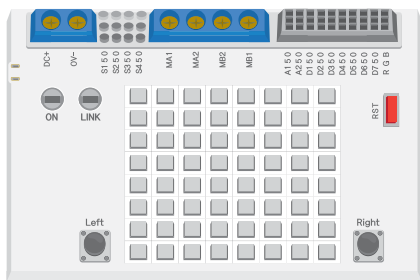 DC+
0V-
S1 5 0
S2 5 0
S3 5 0
S4 5 0
MA1
MA2
MB2
MB1
A1 5 0
A2 5 0
D1 5 0
D2 5 0
D3 5 0
D4 5 0
D5 5 0
D6 5 0
D7 5 0
R G B
ON
LINK
RST
Left
Right